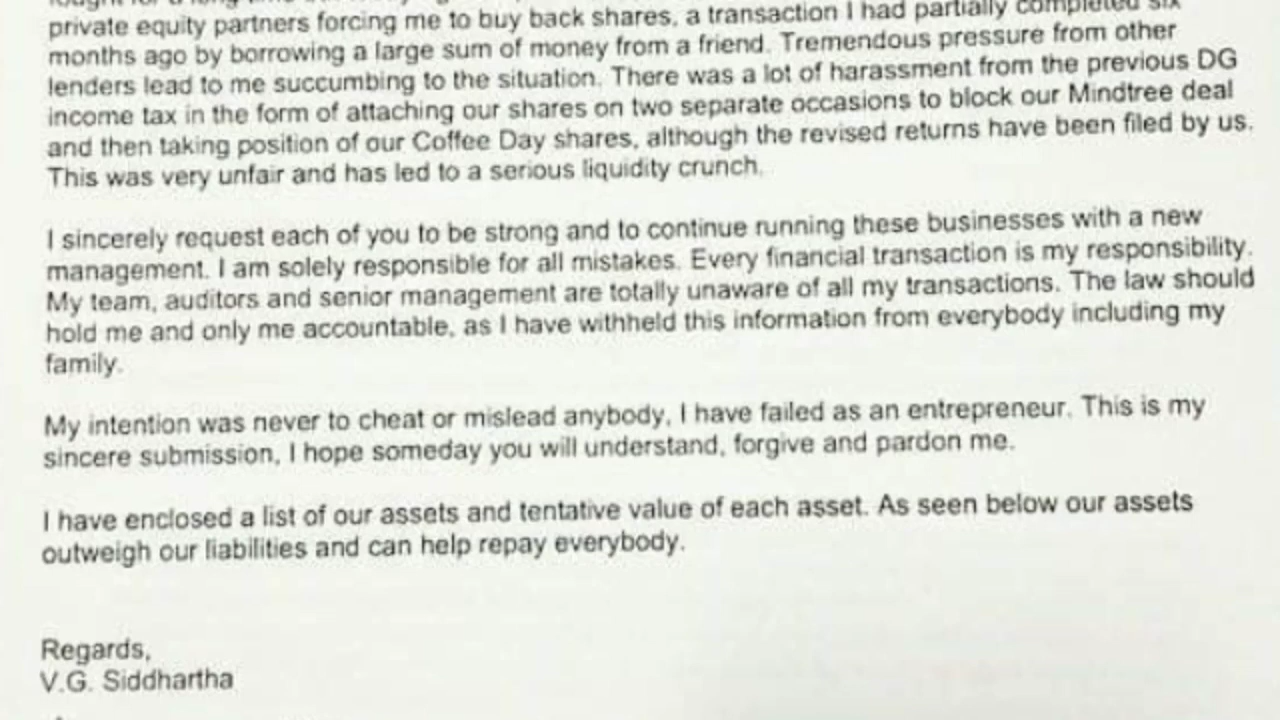 private equity partners forcing me to buy back shares, a transaction I had partially completed six
months ago by borrowing a large sum of money from a friend. Tremendous pressure from other
lenders lead to me succumbing to the situation. There was a lot of harassment from the previous DG
income tax in the form of attaching our shares on two separate occasions to block our Mindtree deal
and then taking position of our Coffee Day shares, although the revised returns have been filed by us.
This was very unfair and has led to a serious liquidity crunch.
I sincerely request each of you to be strong and to continue running these businesses with a new
management. I am solely responsible for all mistakes. Every financial transaction is my responsibility.
My team, auditors and senior management are totally unaware of all my transactions. The law should
hold me and only me accountable, as I have withheld this information from everybody including my
family.
My intention was never to cheat or mislead anybody, I have failed as an entrepreneur. This is my
sincere submission, I hope someday you will understand, forgive and pardon me.
I have enclosed a list of our assets and tentative value of each asset. As seen below our assets
outweigh our liabilities and can help repay everybody.
Regards,
V.G. Siddhartha